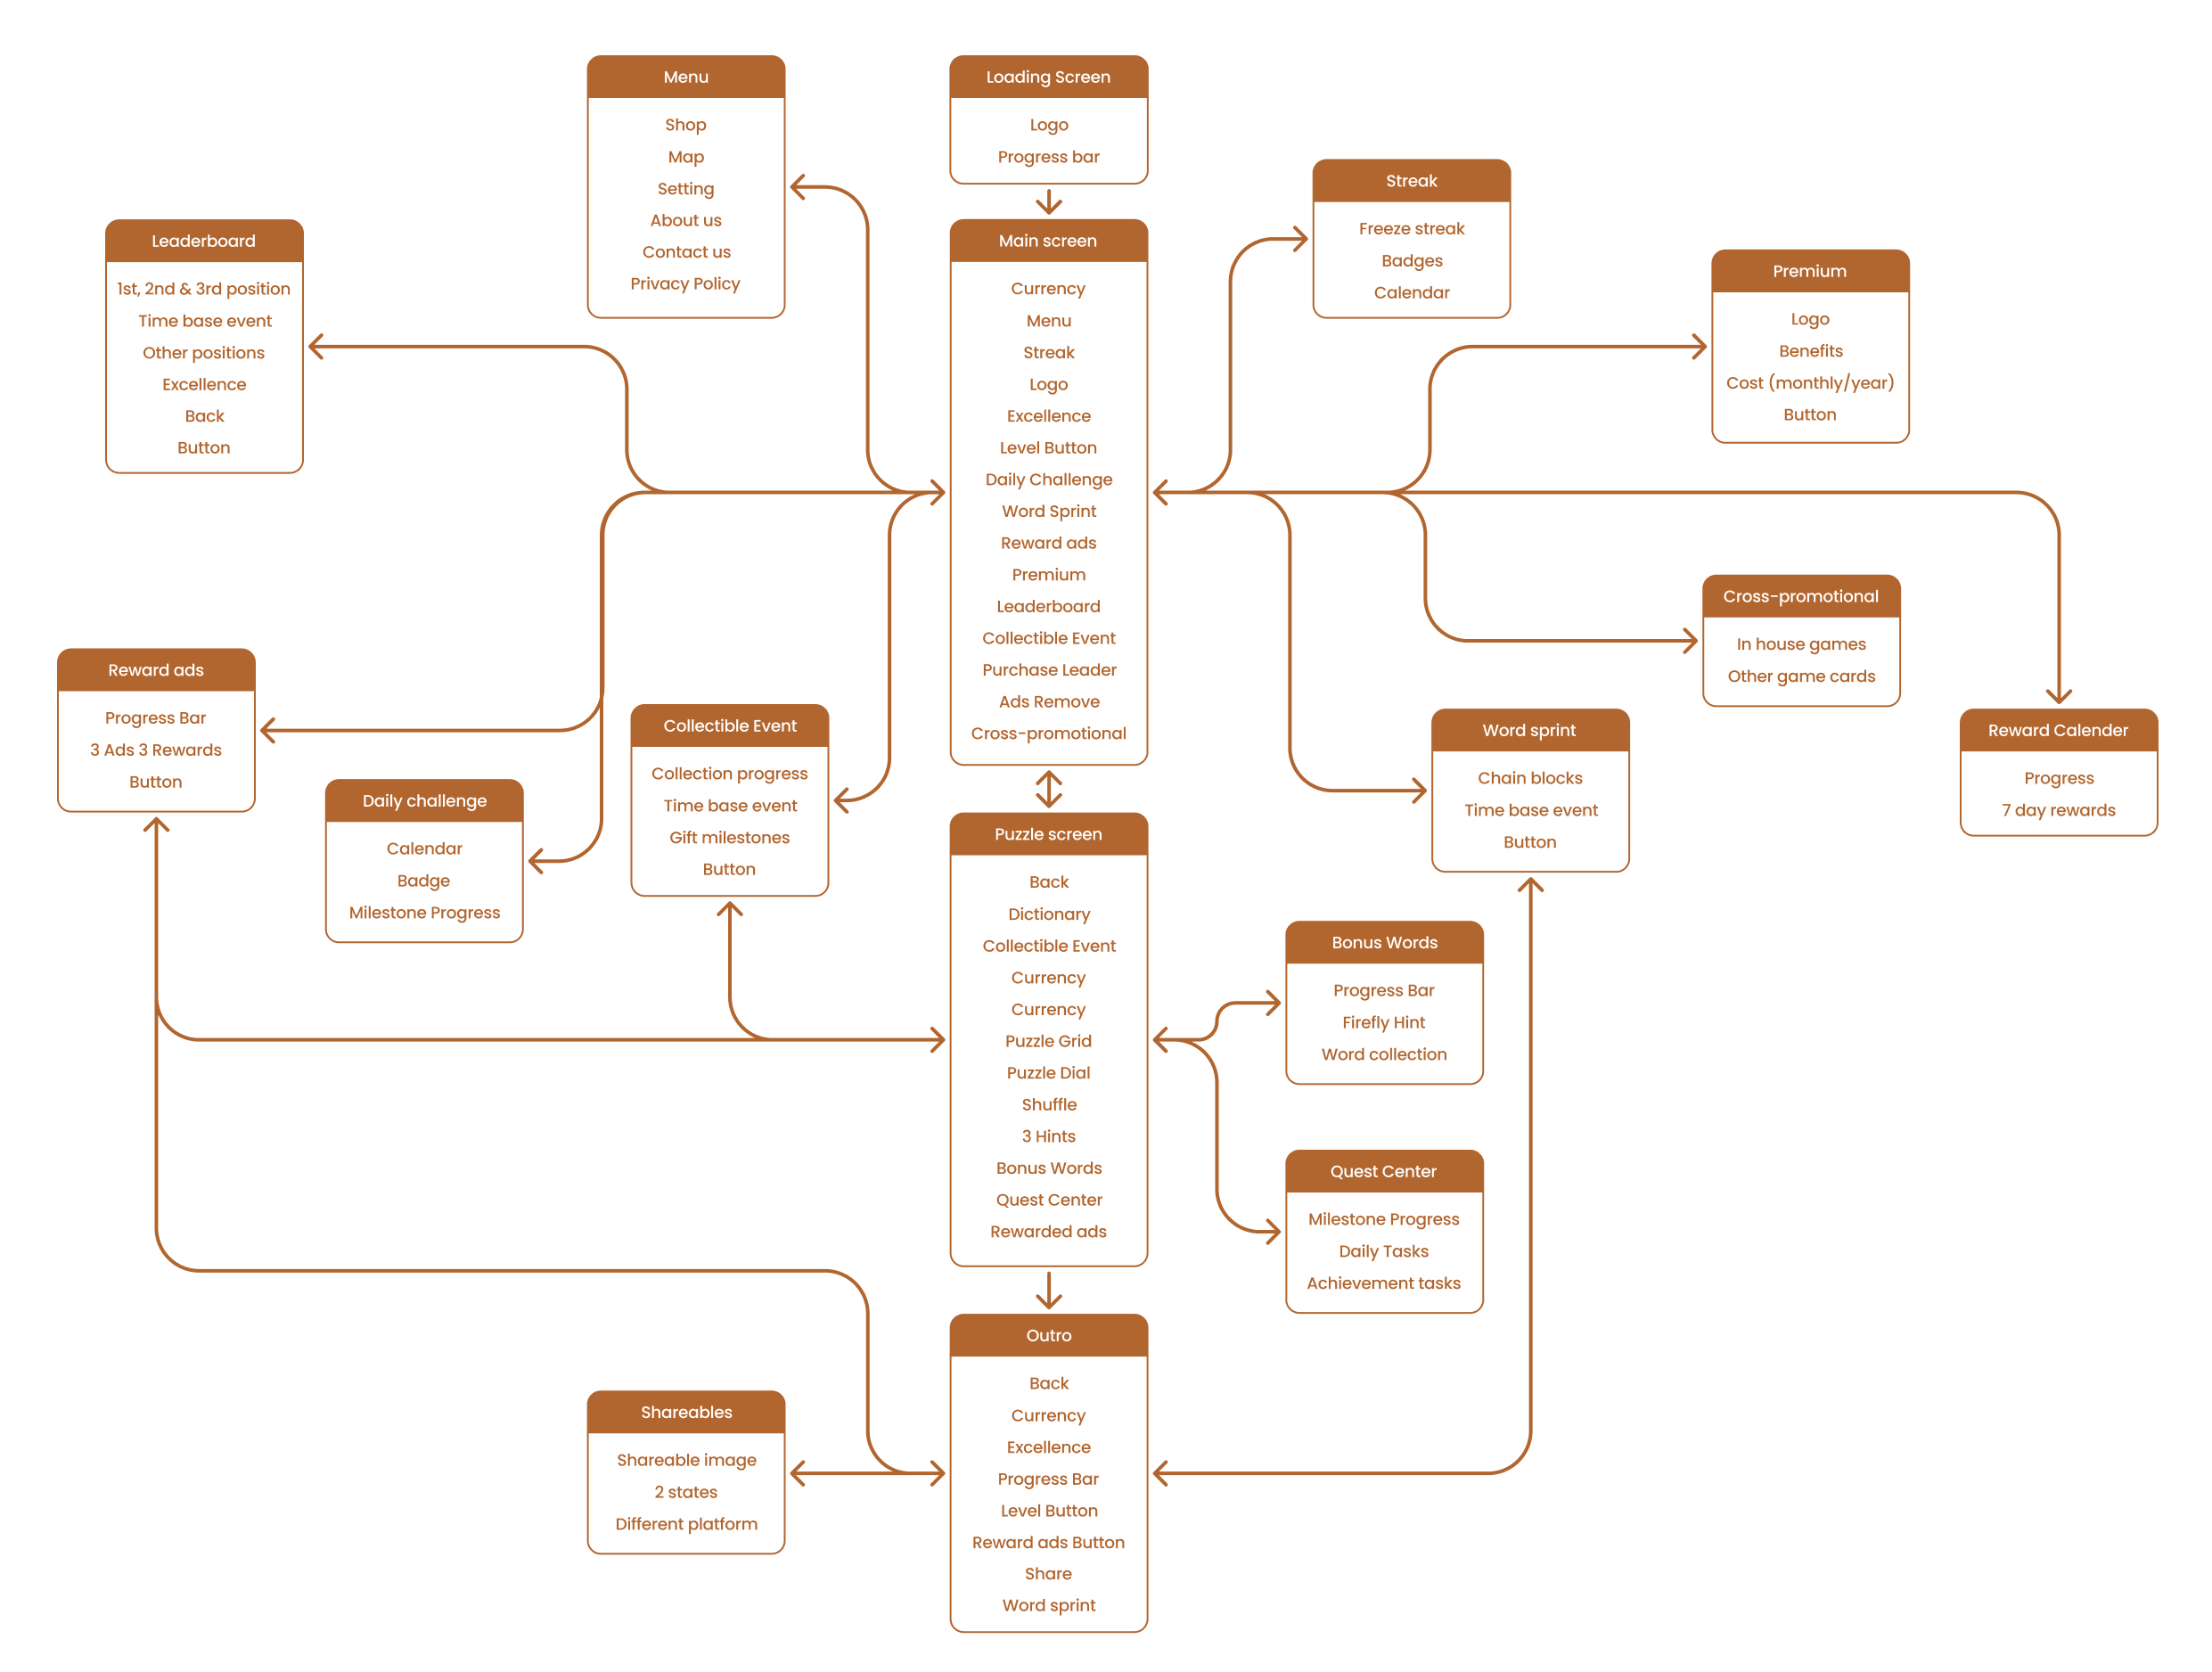 Menu
Shop
Map
Setting
About us
Contact us
Privacy Policy
Loading Screen
Logo
Progress bar
Streak
Freeze streak
Badges
Calendar
Leaderboard
1st, 2nd & 3rd position
Time base event
Other positions
Excellence
Back
Button
Main screen
Currency
Menu
Streak
Logo
Excellence
Level Button
Daily Challenge
Word Sprint
Reward ads
Premium
Leaderboard
Collectible Event
Purchase Leader
Ads Remove
Cross-promotional
Premium
Logo
Benefits
Cost (monthly/year)
Button
Cross-promotional
In house games
Other game cards
Reward ads
Progress Bar
3 Ads 3 Rewards
Button
Daily challenge
Calendar
Badge
Milestone Progress
Collectible Event
Collection progress
Time base event
Gift milestones
Button
Word sprint
Chain blocks
Time base event
Button
Reward Calender
Progress
7 day rewards
Puzzle screen
Back
Dictionary
Collectible Event
Currency
Currency
Puzzle Grid
Puzzle Dial
Shuffle
3 Hints
Bonus Words
Quest Center
Rewarded ads
Bonus Words
Progress Bar
Firefly Hint
Word collection
Quest Center
Milestone Progress
Daily Tasks
Achievement tasks
Outro
Back
Currency
Excellence
Progress Bar
Level Button
Reward ads Button
Share
Word sprint
Shareables
Shareable image
2 states
Different platform